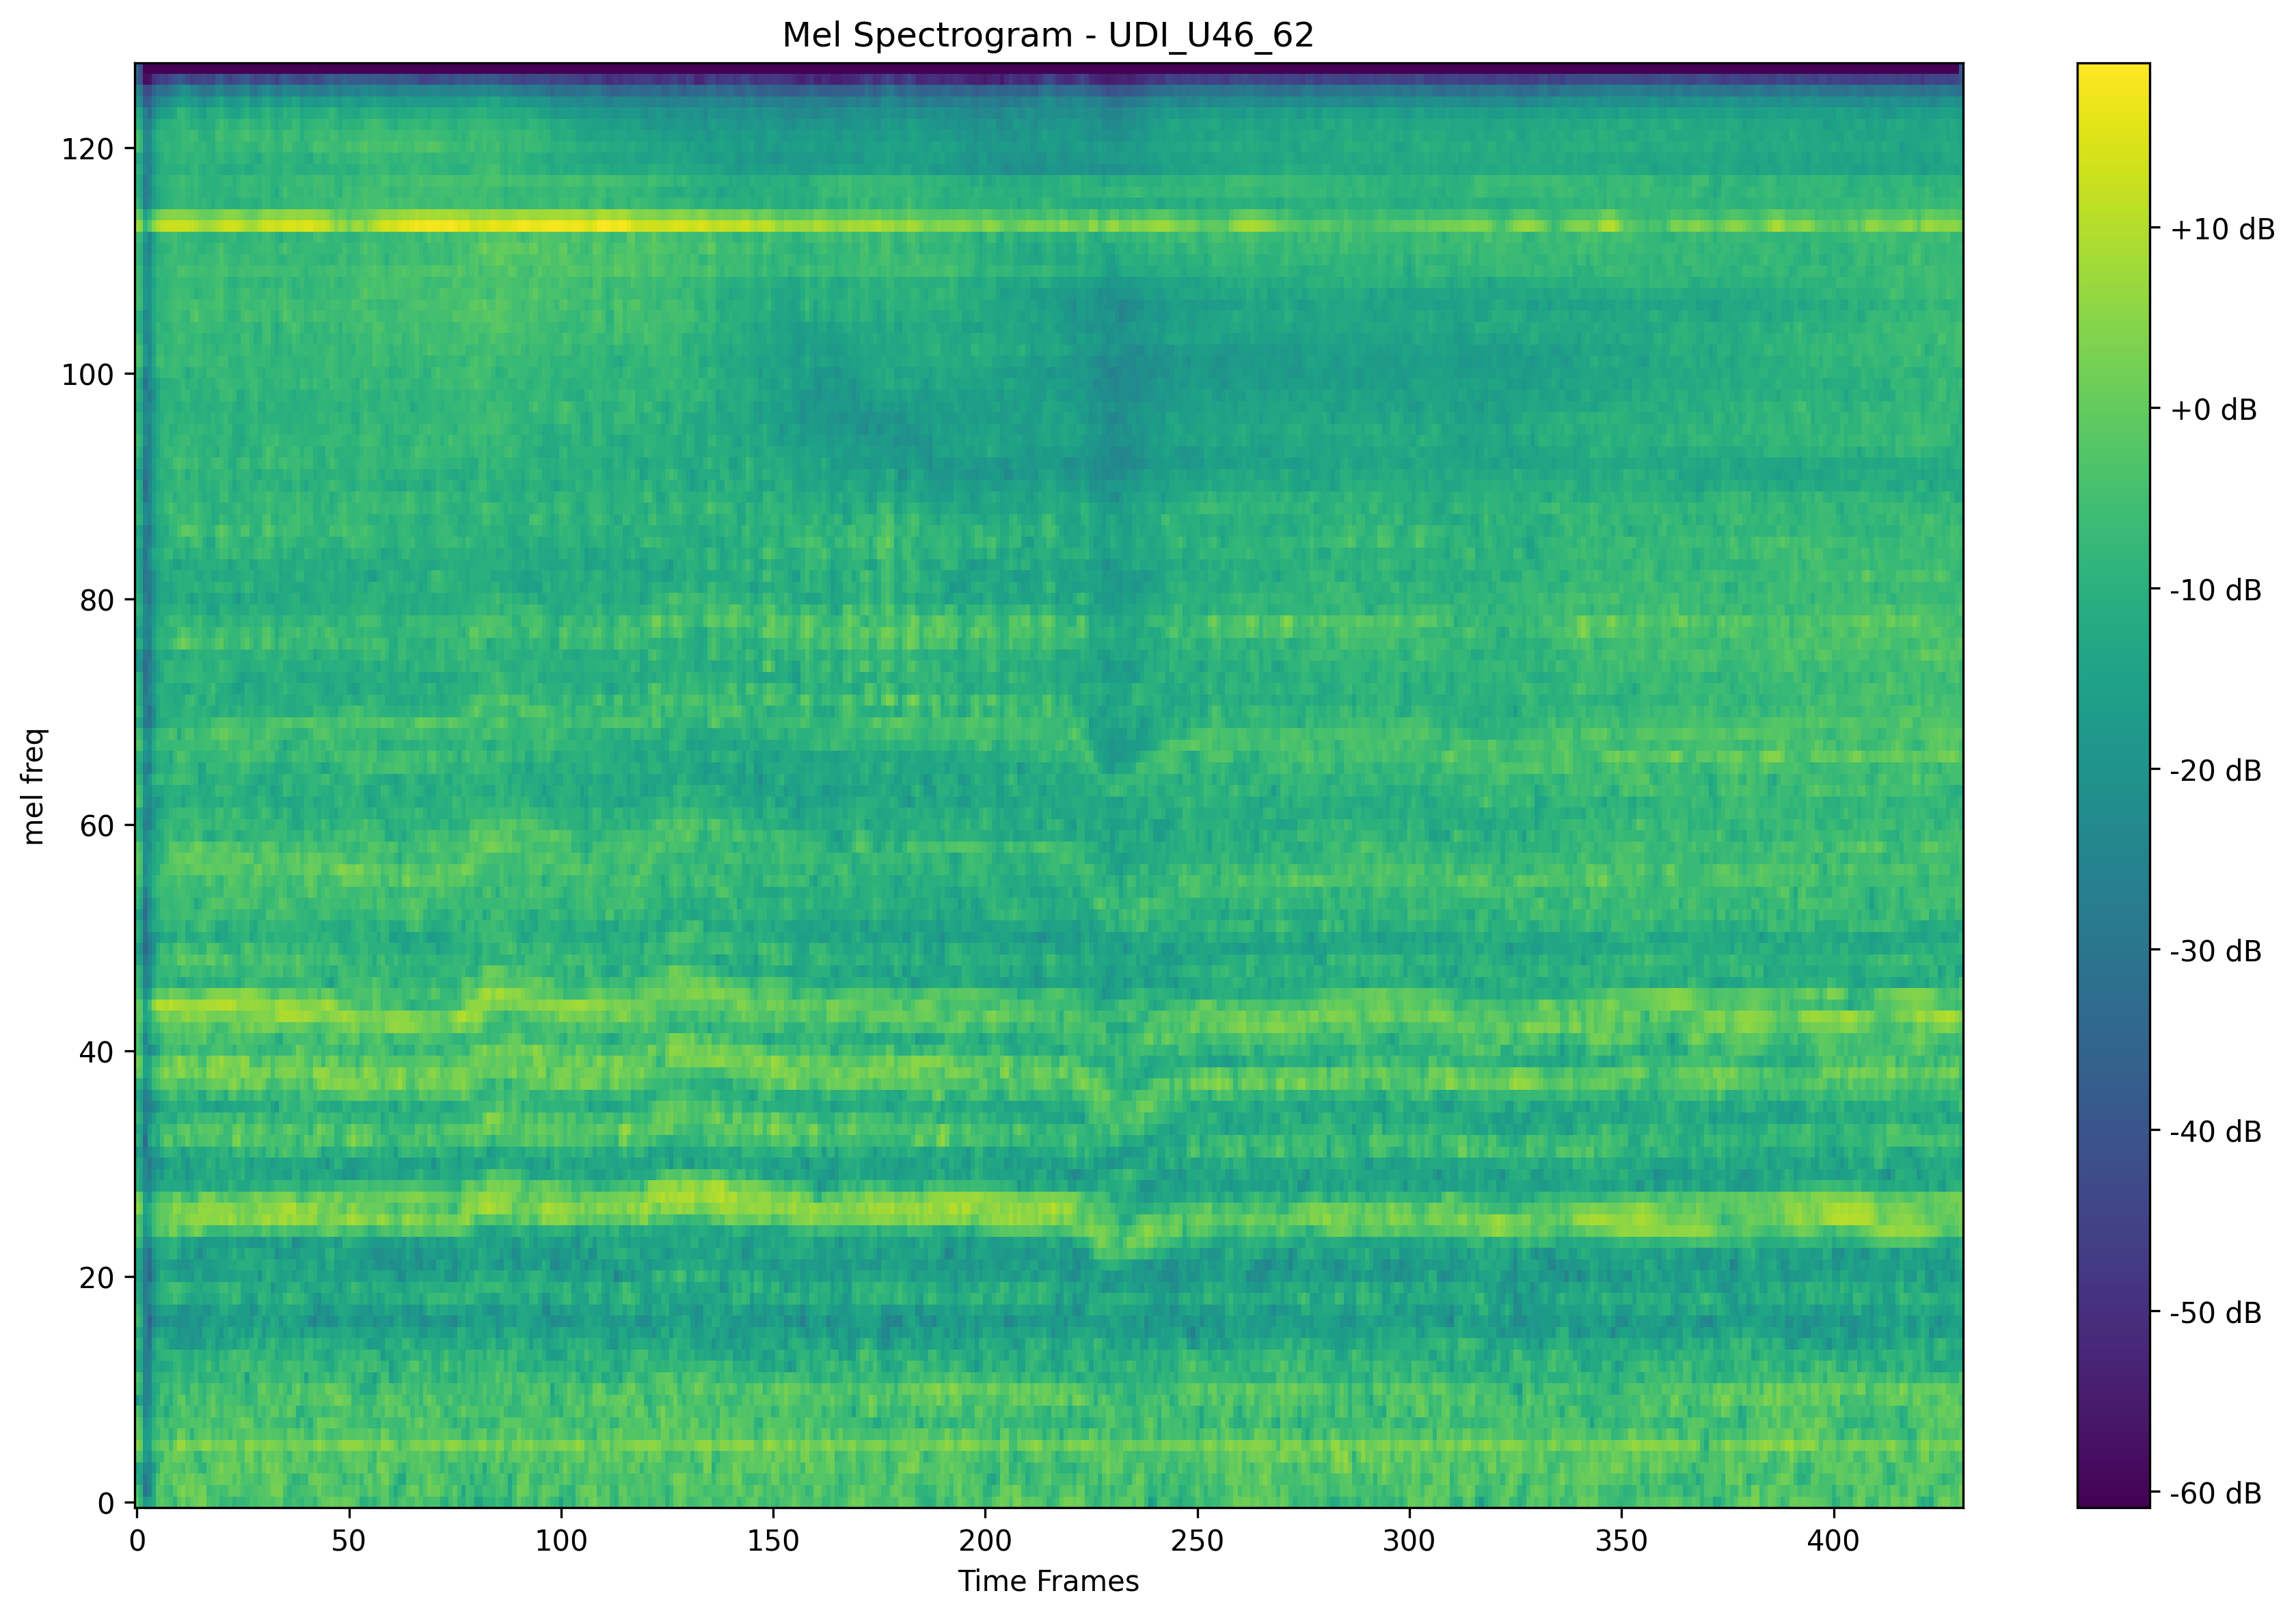 Mel Spectrogram - UDI_U46_62
mel freq
120
100
80
60
40
20
0
0 50 100 150 200 250 300 350 400
Time Frames
+10 dB
+0 dB
-10 dB
-20 dB
-30 dB
-40 dB
-50 dB
-60 dB